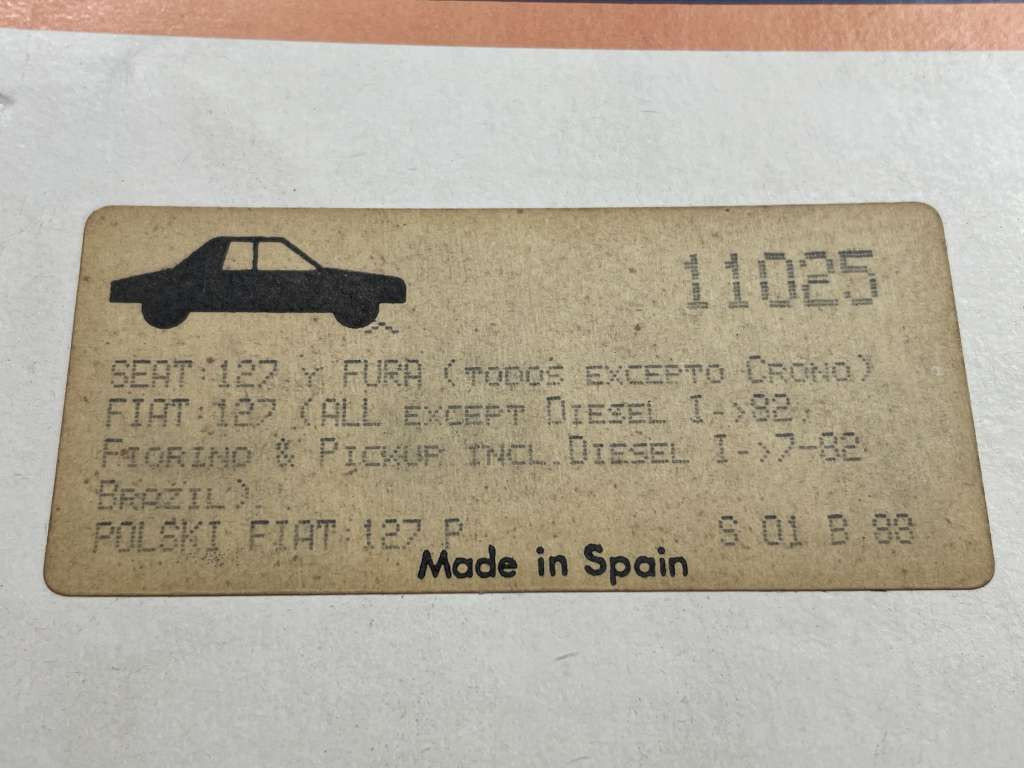 11025
SEAT:127 Y FURA (TODOS EXCEPTO CRONO)
FIAT:127 (ALL EXCEPT DIESEL I->82,
FIORINO & PICKUP INCL.DIESEL I->7-82
BRAZIL).
POLSKI FIAT:127 P. S 01 B 88
Made in Spain